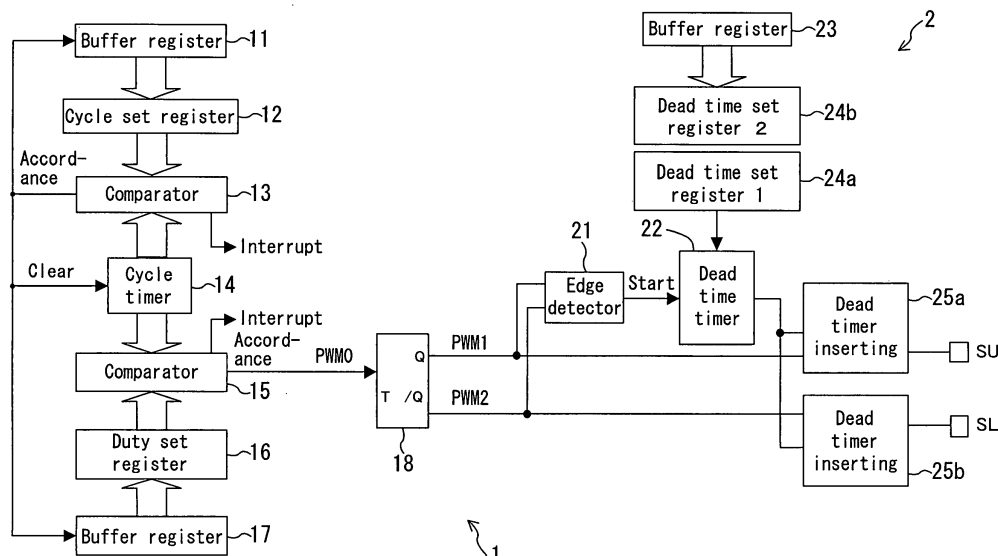 Buffer register
11
Cycle set register
12
Accord-
ance
Comparator
13
Interrupt
Clear
Cycle
timer
14
Interrupt
Accord-
ance
PWM0
Comparator
15
Duty set
register
16
Buffer register
17
Q
T /Q
18
PWM1
PWM2
21
Edge
detector
Start
22
Dead
time
timer
Buffer register
23
2
Dead time set
register 2
24b
Dead time set
register 1
24a
Dead
timer
inserting
25a
SU
Dead
timer
inserting
25b
SL
1